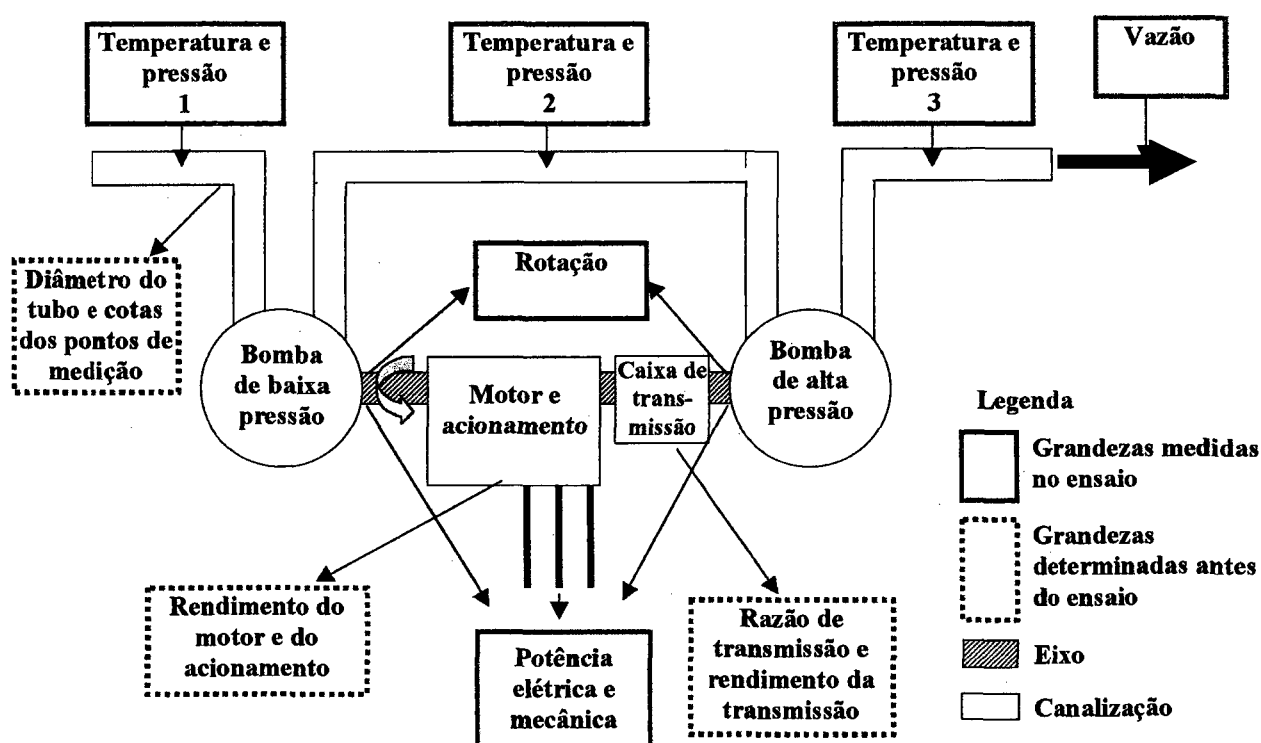 Temperatura e
pressão
1
Temperatura e
pressão
2
Temperatura e
pressão
3
Vazão
Diâmetro do
tubo e cotas
dos pontos de
medição
Rotação
Bomba
de baixa
pressão
Motor e
acionamento
Caixa de
trans-
missão
Bomba
de alta
pressão
Legenda
Grandezas medidas
no ensaio
Grandezas
determinadas antes
do ensaio
Eixo
Canalização
Rendimento do
motor e do
acionamento
Potência
elétrica e
mecânica
Razão de
transmissão e
rendimento da
transmissão